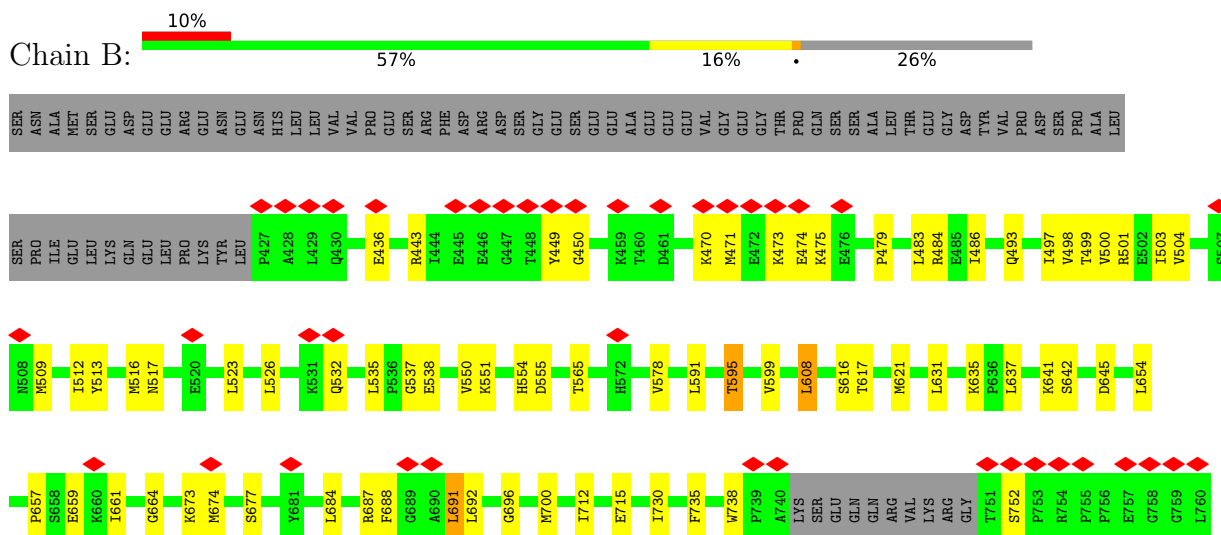 10%
Chain B:
57% 16% • 26%
SER ASN ALA MET SER GLU ASP GLU GLU ARG GLU ASN GLU ASN HIS LEU LEU VAL VAL PRO GLU SER ARG PHE ASP ARG ASP SER GLY GLU SER GLU GLU ALA GLU GLU GLU VAL GLY GLU GLY THR PRO GLN SER SER ALA LEU THR GLU GLY ASP TYR VAL PRO ASP SER PRO ALA LEU
SER PRO ILE GLU LEU LYS GLN GLU LEU PRO LYS TYR LEU P427 A428 L429 Q430 E436 R443 I444 E445 E446 G447 T448 Y449 G450 K459 T460 D461 K470 M471 E472 K473 E474 K475 E476 P479 L483 R484 E485 I486 Q493 I497 V498 T499 V500 R501 E502 I503 V504 S507
N508 M509 I512 Y513 M516 N517 E520 L523 L526 K531 Q532 L535 P536 G537 E538 V550 K551 H554 D555 T565 H572 V578 L591 T595 V599 L608 S616 T617 M621 L631 K635 P636 L637 K641 S642 D645 L654
P657 S658 E659 K660 I661 G664 K673 M674 S677 Y681 L684 R687 F688 G689 A690 L691 L692 G696 M700 I712 E715 I730 F735 W738 P739 A740 LYS SER GLU GLN GLN ARG VAL LYS ARG GLY T751 S752 P753 R754 P755 P756 E757 G758 G759 L760